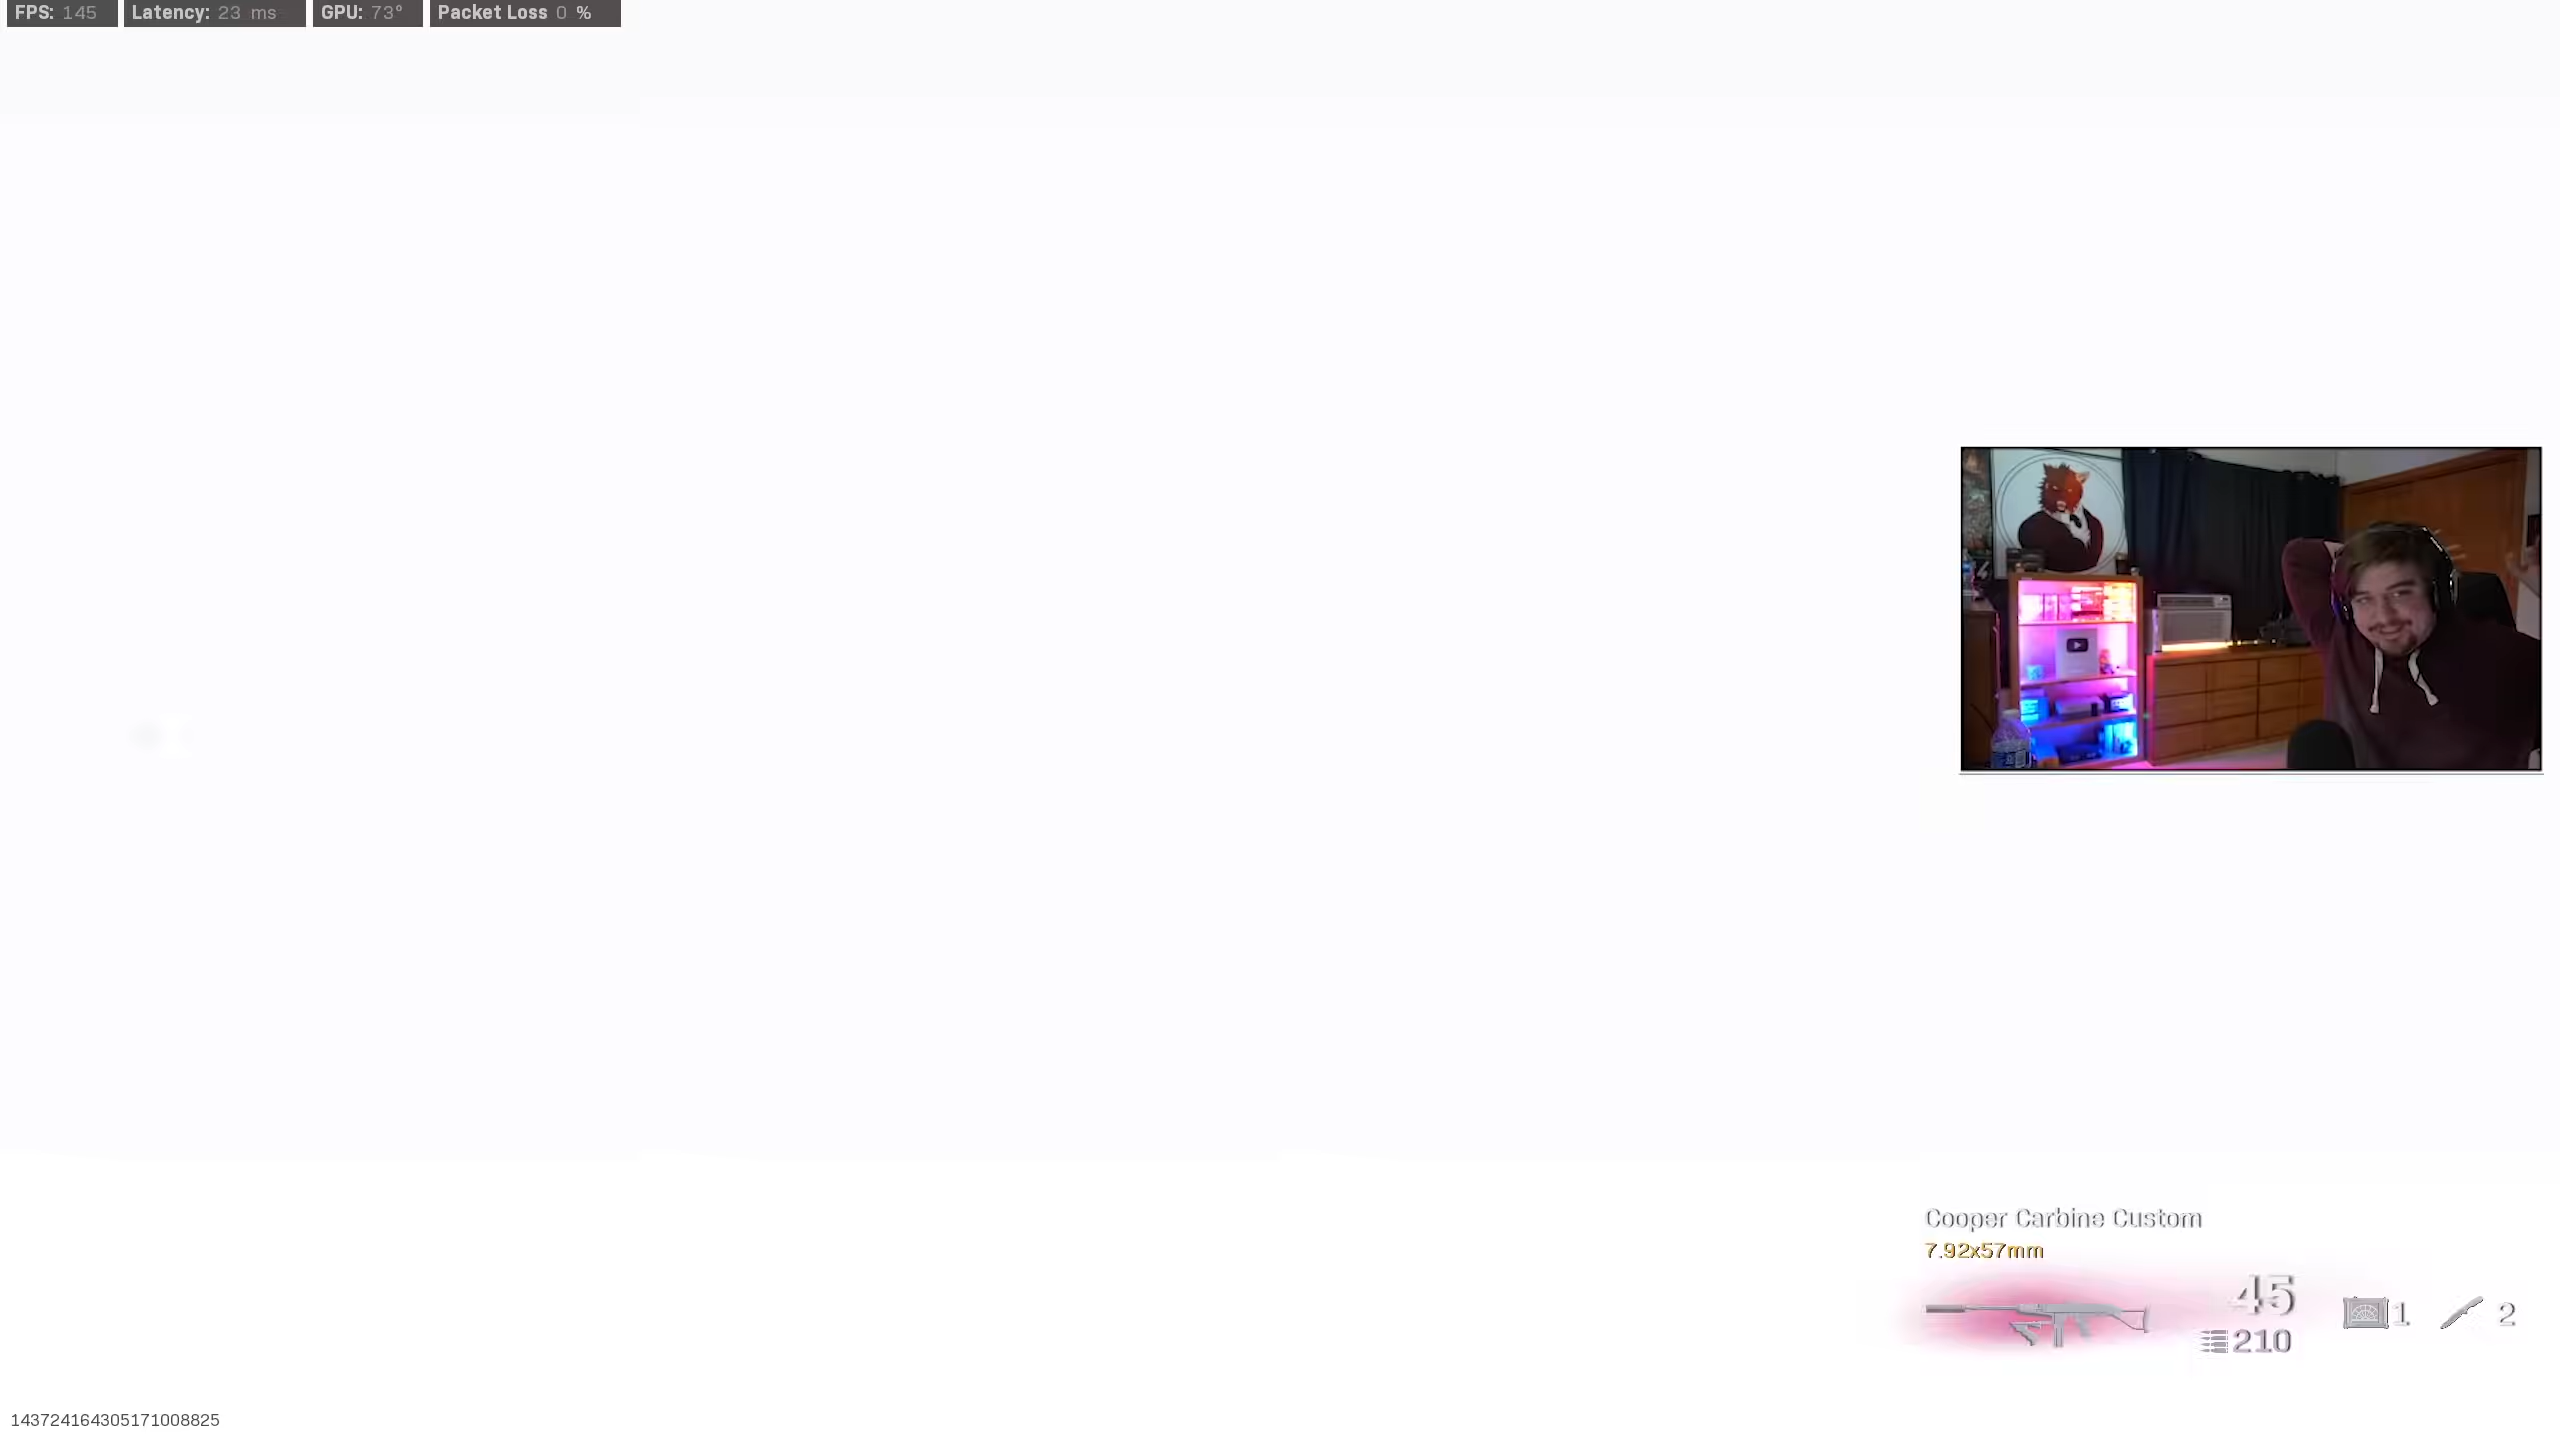 FPS: 145 Latency: 23 ms GPU: 73° Packet Loss 0 %
Cooper Carbine Custom
7.92x57mm
45
210
1
2
143724164305171008825